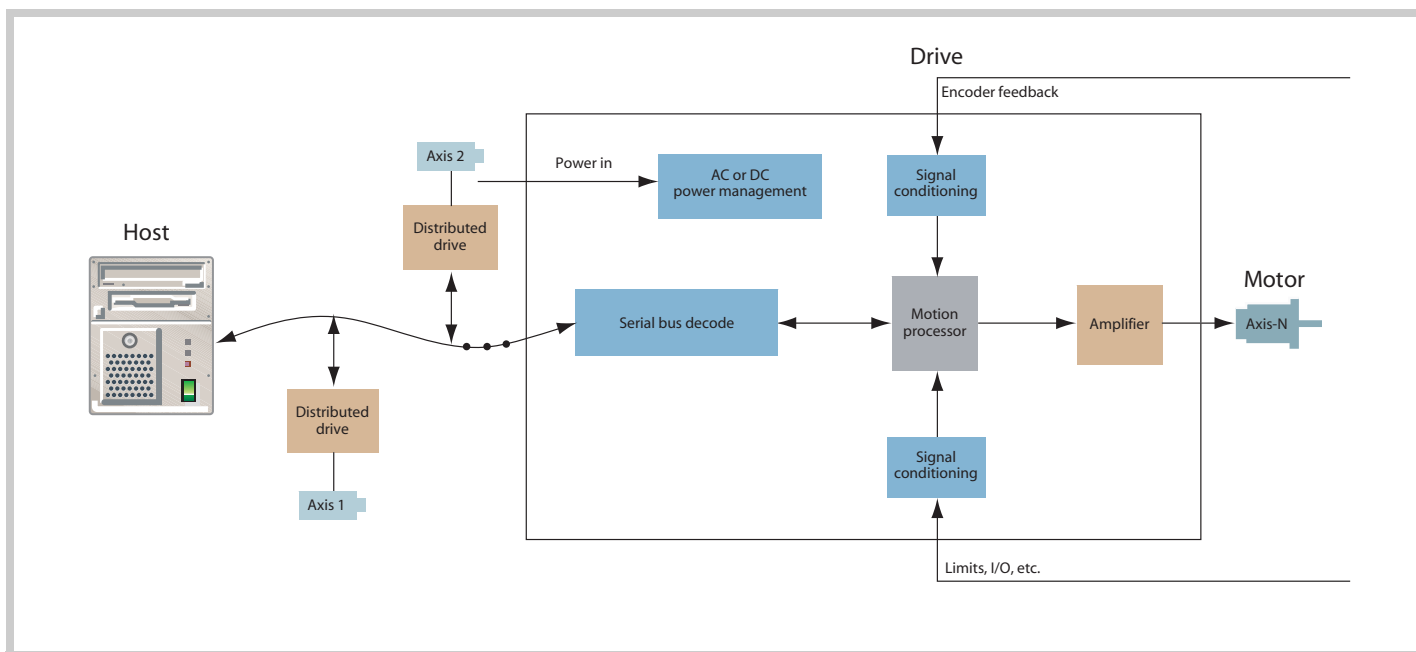 Drive
Encoder feedback
Axis 2
Power in
AC or DC
power management
Signal
conditioning
Host
Distributed
drive
Motor
Serial bus decode
Motion
processor
Amplifier
Axis-N
Distributed
drive
Signal
conditioning
Axis 1
Limits, I/O, etc.